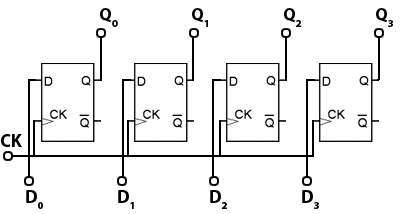 Q0 Q1 Q2 Q3
D Q D Q D Q D Q
CK Q̅ CK Q̅ CK Q̅ CK Q̅
CK
D0 D1 D2 D3